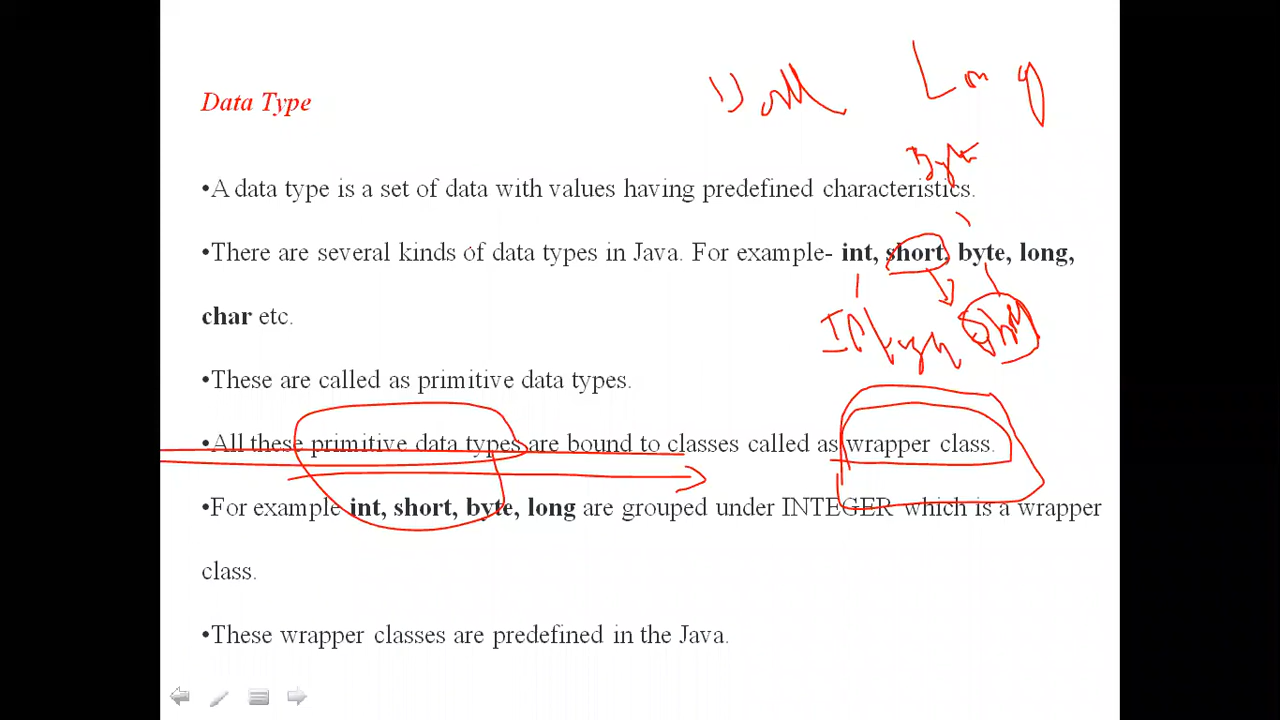 Long
Byte
Data Type
•A data type is a set of data with values having predefined characteristics.
•There are several kinds of data types in Java. For example- int, short, byte, long,
char etc.
•These are called as primitive data types.
•All these primitive data types are bound to classes called as wrapper class.
•For example int, short, byte, long are grouped under INTEGER which is a wrapper
class.
•These wrapper classes are predefined in the Java.